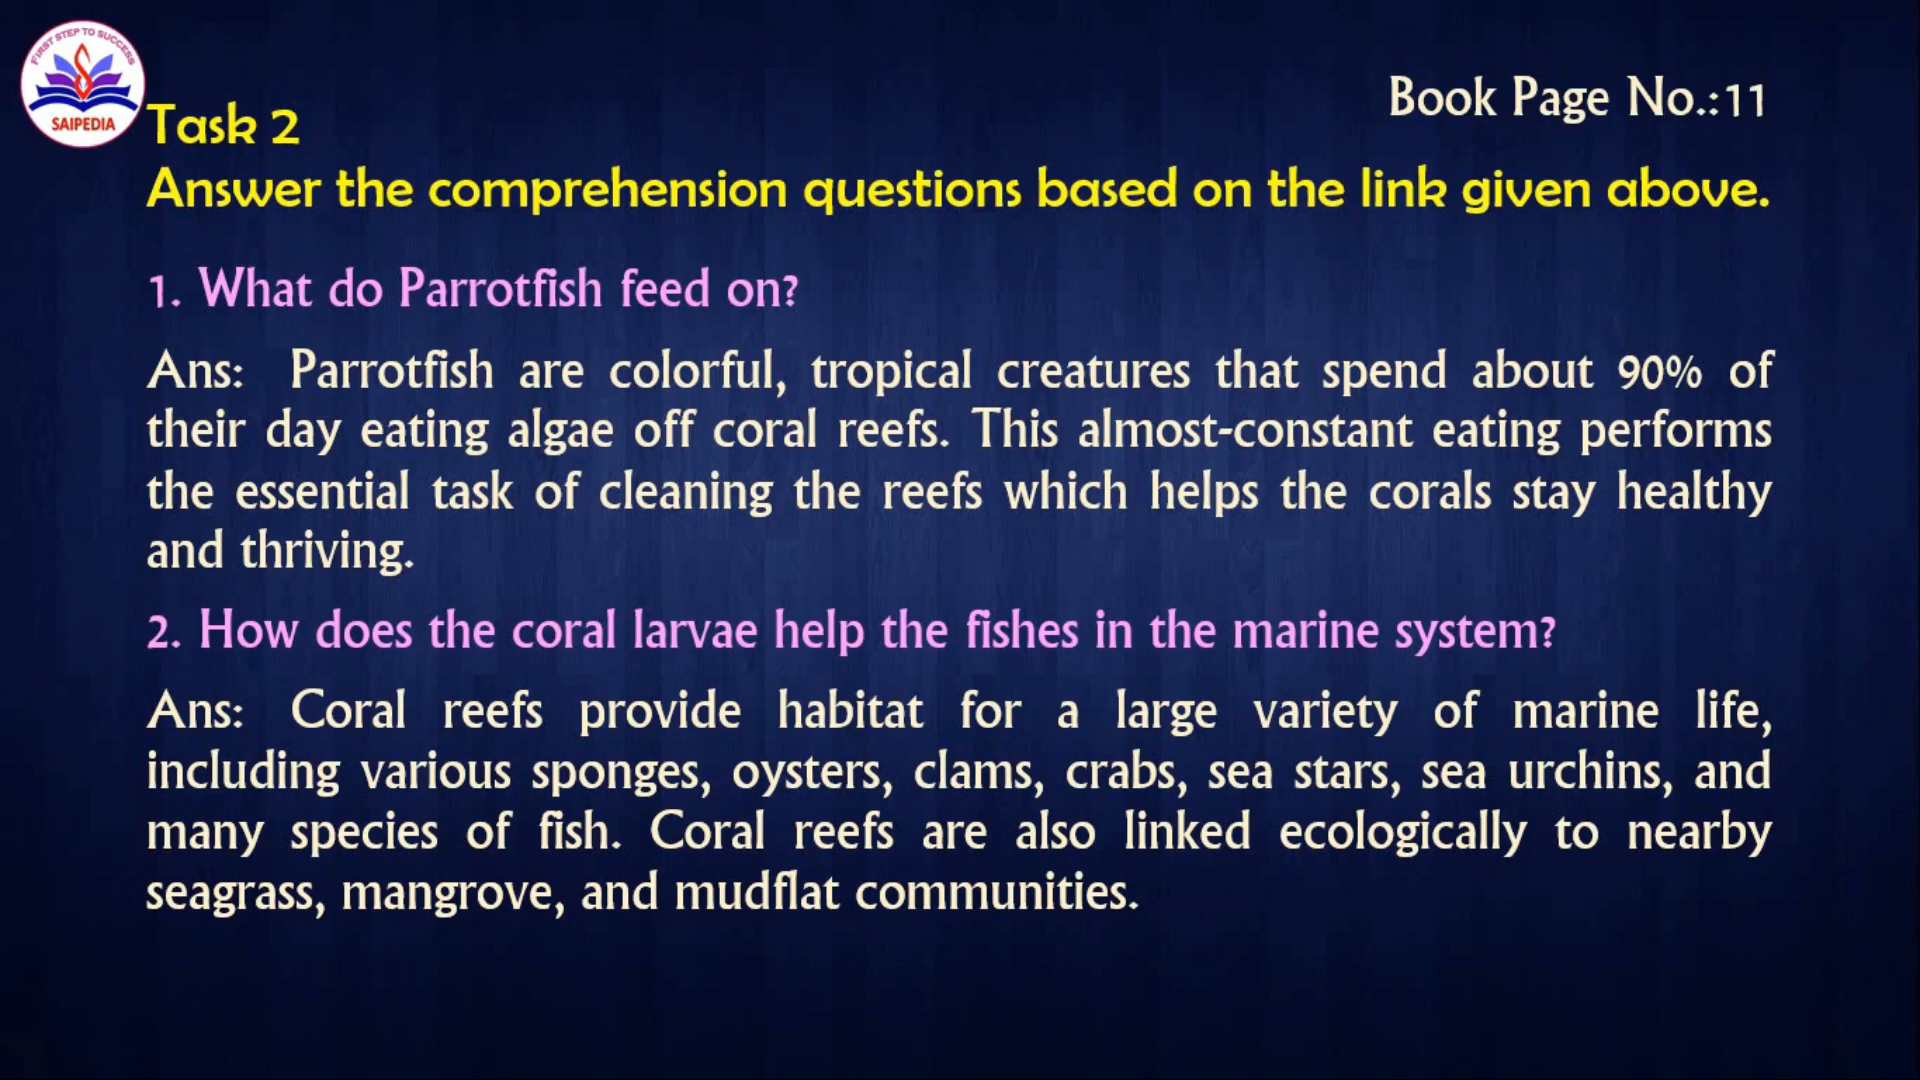 FIRST STEP TO SUCCESS
SAIPEDIA
Book Page No.:11
Task 2
Answer the comprehension questions based on the link given above.
1. What do Parrotfish feed on?
Ans: Parrotfish are colorful, tropical creatures that spend about 90% of
their day eating algae off coral reefs. This almost-constant eating performs
the essential task of cleaning the reefs which helps the corals stay healthy
and thriving.
2. How does the coral larvae help the fishes in the marine system?
Ans: Coral reefs provide habitat for a large variety of marine life,
including various sponges, oysters, clams, crabs, sea stars, sea urchins, and
many species of fish. Coral reefs are also linked ecologically to nearby
seagrass, mangrove, and mudflat communities.